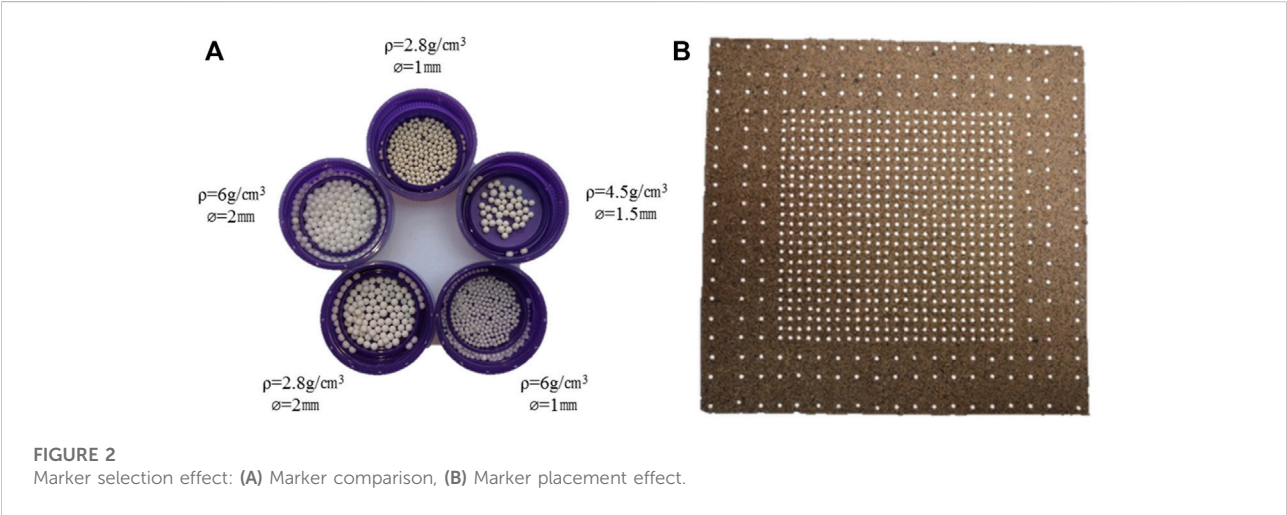 A
ρ=2.8g/cm³
⌀=1mm
ρ=6g/cm³
⌀=2mm
ρ=4.5g/cm³
⌀=1.5mm
ρ=2.8g/cm³
⌀=2mm
ρ=6g/cm³
⌀=1mm
B
FIGURE 2
Marker selection effect: (A) Marker comparison, (B) Marker placement effect.